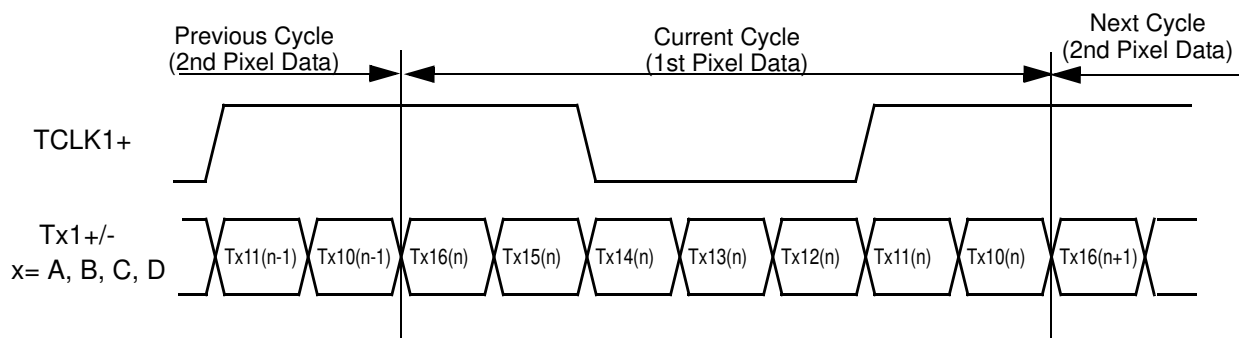 Previous Cycle
(2nd Pixel Data)
Current Cycle
(1st Pixel Data)
Next Cycle
(2nd Pixel Data)
TCLK1+
Tx1+/-
x= A, B, C, D
Tx11(n-1) Tx10(n-1) Tx16(n) Tx15(n) Tx14(n) Tx13(n) Tx12(n) Tx11(n) Tx10(n) Tx16(n+1)